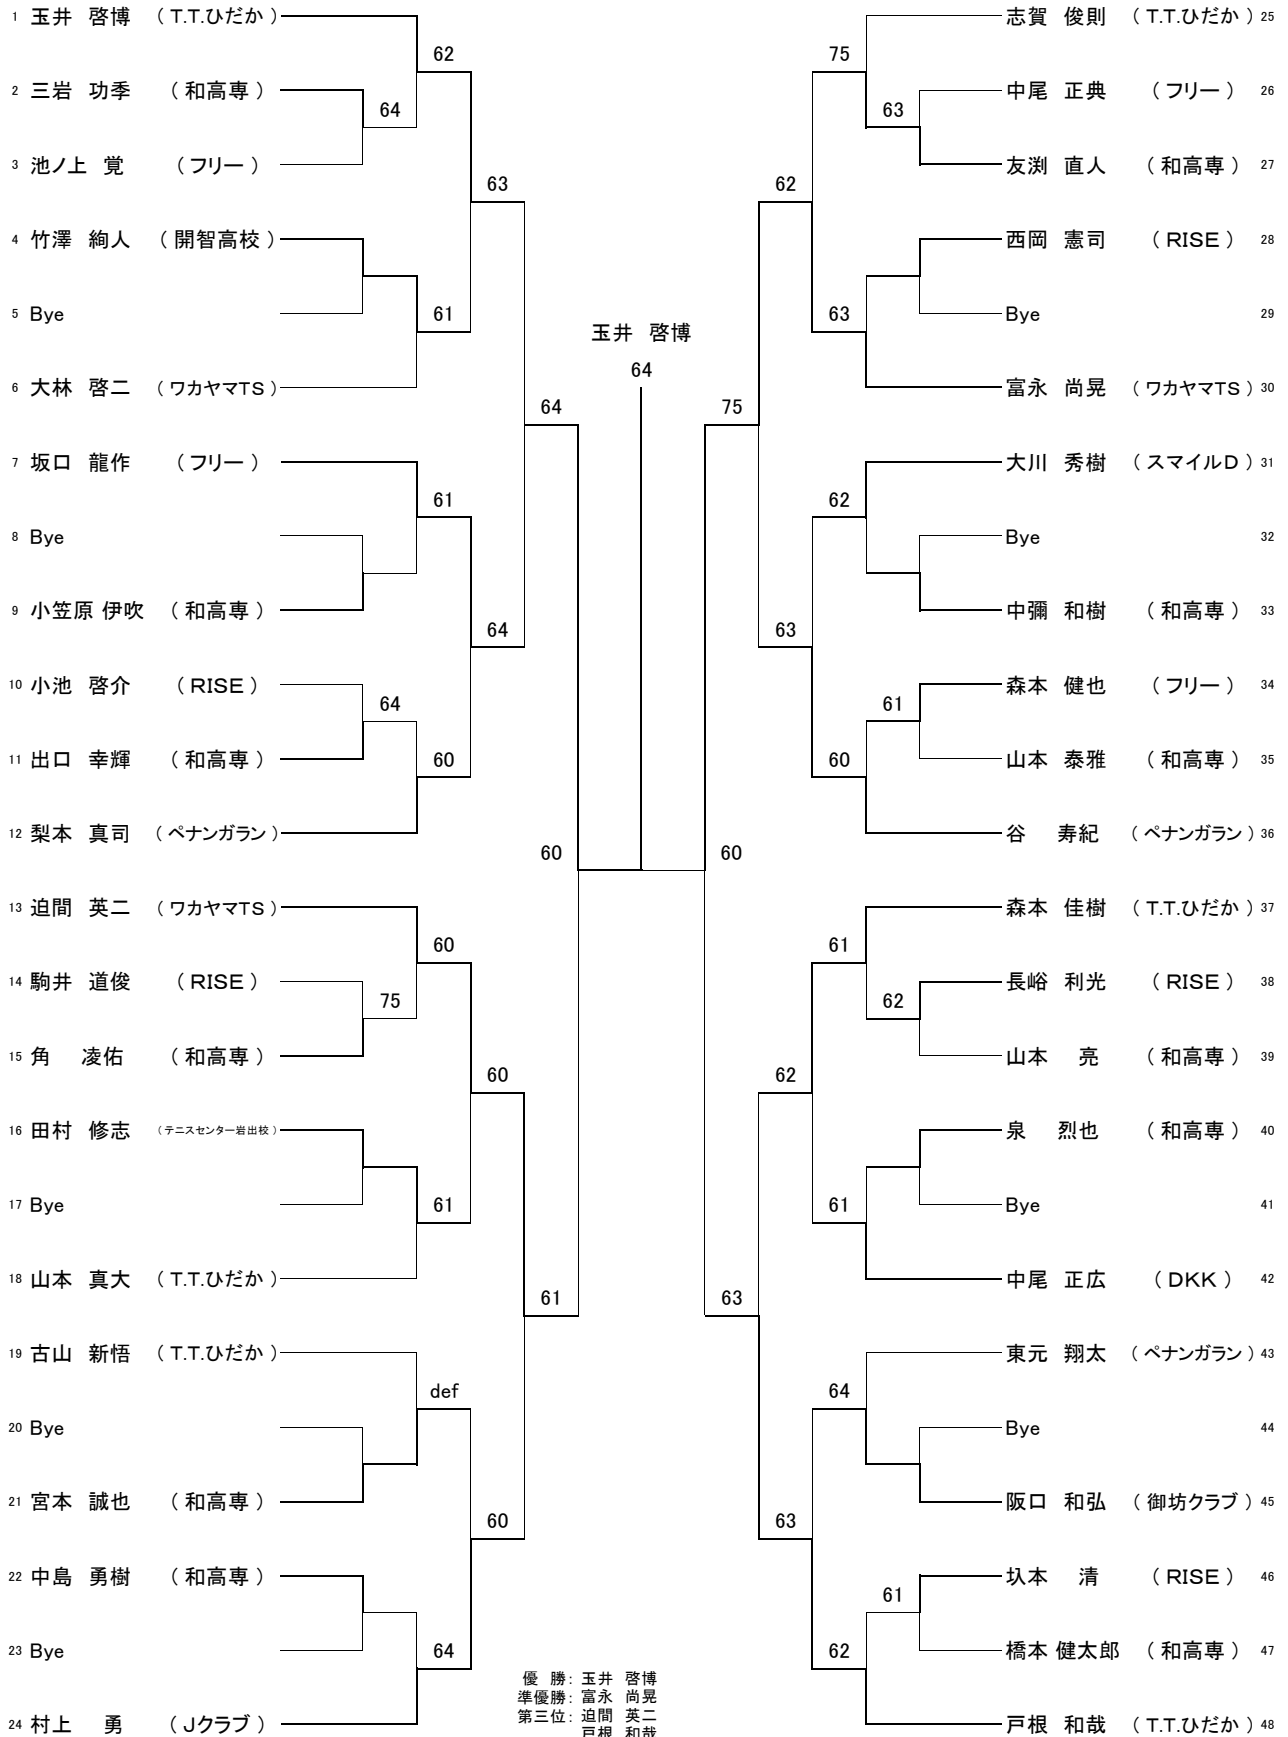 1 玉井 啓博 （T.T.ひだか）
62
2 三岩 功季 （和高専）
64
3 池ノ上 覚 （フリー）
63
4 竹澤 絢人 （開智高校）
5 Bye
61
6 大林 啓二 （ワカヤマTS）
64
7 坂口 龍作 （フリー）
61
8 Bye
9 小笠原 伊吹 （和高専）
64
10 小池 啓介 （RISE）
64
11 出口 幸輝 （和高専）
60
12 梨本 真司 （ペナンガラン）
60
13 迫間 英二 （ワカヤマTS）
60
14 駒井 道俊 （RISE）
75
15 角 凌佑 （和高専）
60
16 田村 修志 （テニスセンター岩出校）
17 Bye
61
18 山本 真大 （T.T.ひだか）
61
19 古山 新悟 （T.T.ひだか）
def
20 Bye
21 宮本 誠也 （和高専）
60
22 中島 勇樹 （和高専）
23 Bye
64
24 村上 勇 （Jクラブ）
玉井 啓博
64
志賀 俊則 （T.T.ひだか） 25
75
中尾 正典 （フリー） 26
63
友渕 直人 （和高専） 27
62
西岡 憲司 （RISE） 28
Bye 29
63
富永 尚晃 （ワカヤマTS） 30
75
大川 秀樹 （スマイルD） 31
62
Bye 32
中彌 和樹 （和高専） 33
63
森本 健也 （フリー） 34
61
山本 泰雅 （和高専） 35
60
谷 寿紀 （ペナンガラン） 36
60
森本 佳樹 （T.T.ひだか） 37
61
長峪 利光 （RISE） 38
62
山本 亮 （和高専） 39
62
泉 烈也 （和高専） 40
Bye 41
61
中尾 正広 （DKK） 42
63
東元 翔太 （ペナンガラン） 43
64
Bye 44
阪口 和弘 （御坊クラブ） 45
63
圦本 清 （RISE） 46
61
橋本 健太郎 （和高専） 47
62
戸根 和哉 （T.T.ひだか） 48
優 勝： 玉井 啓博
準優勝： 富永 尚晃
第三位： 迫間 英二
戸根 和哉